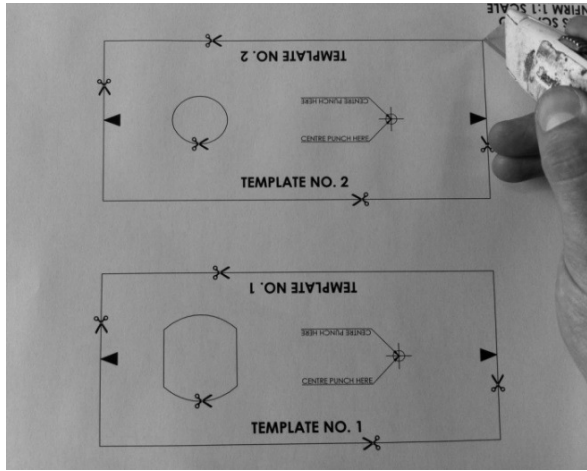 NFIRM 1:1 SCALE
TEMPLATE NO. 2
CENTRE PUNCH HERE
CENTRE PUNCH HERE
TEMPLATE NO. 2
TEMPLATE NO. 1
CENTRE PUNCH HERE
CENTRE PUNCH HERE
TEMPLATE NO. 1